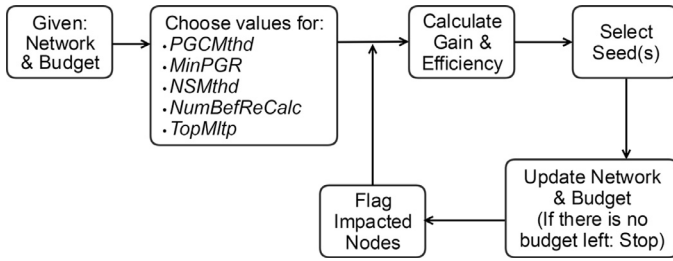 Given:
Network
& Budget
Choose values for:
• PGCMthd
• MinPGR
• NSMthd
• NumBefReCalc
• TopMltp
Calculate
Gain &
Efficiency
Select
Seed(s)
Update Network
& Budget
(If there is no
budget left: Stop)
Flag
Impacted
Nodes